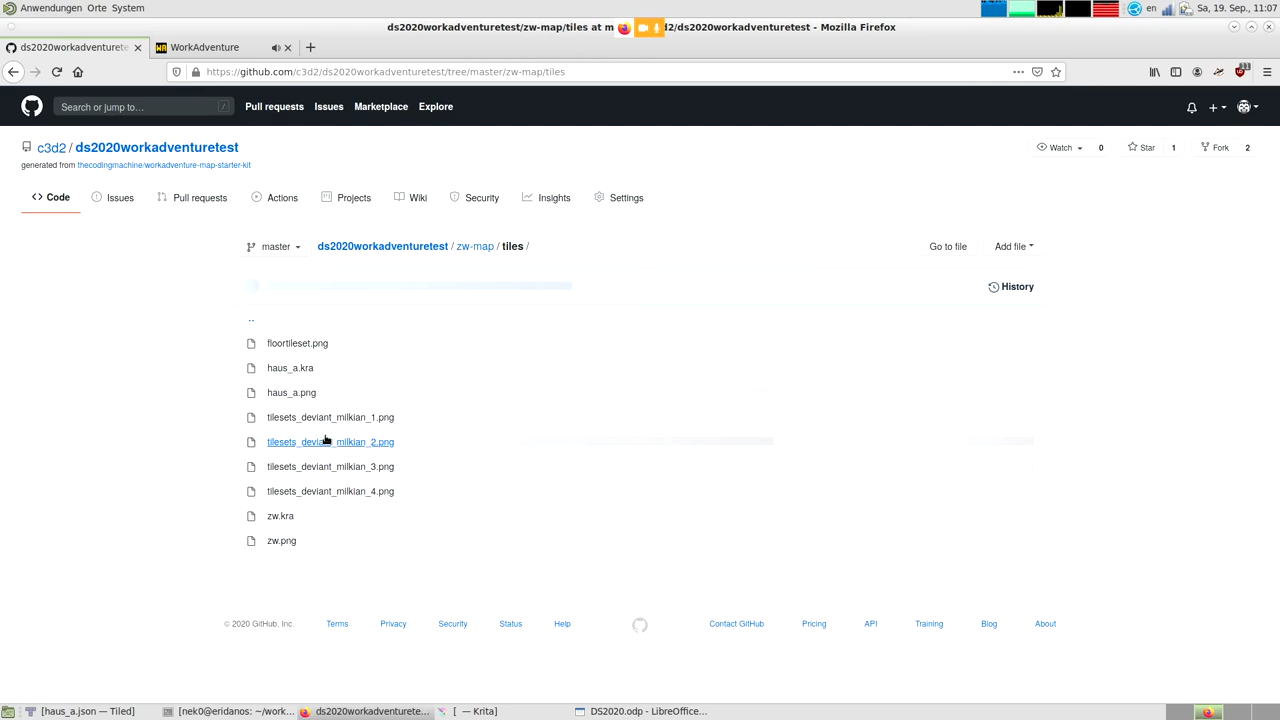 Anwendungen Orte System
en
Sa, 19. Sep., 11:07
ds2020workadventuretest/zw-map/tiles at m d2/ds2020workadventuretest - Mozilla Firefox
ds2020workadventurete
WorkAdventure
https://github.com/c3d2/ds2020workadventuretest/tree/master/zw-map/tiles
Search or jump to…
/
Pull requests
Issues
Marketplace
Explore
c3d2 / ds2020workadventuretest
Watch 0
Star 1
Fork 2
generated from thecodingmachine/workadventure-map-starter-kit
Code
Issues
Pull requests
Actions
Projects
Wiki
Security
Insights
Settings
master
ds2020workadventuretest / zw-map / tiles /
Go to file
Add file
History
..
floortileset.png
haus_a.kra
haus_a.png
tilesets_deviant_milkian_1.png
tilesets_deviant_milkian_2.png
tilesets_deviant_milkian_3.png
tilesets_deviant_milkian_4.png
zw.kra
zw.png
© 2020 GitHub, Inc.
Terms
Privacy
Security
Status
Help
Contact GitHub
Pricing
API
Training
Blog
About
[haus_a.json — Tiled]
[nek0@eridanos: ~/work…
ds2020workadventurete…
[ — Krita]
DS2020.odp - LibreOffice…